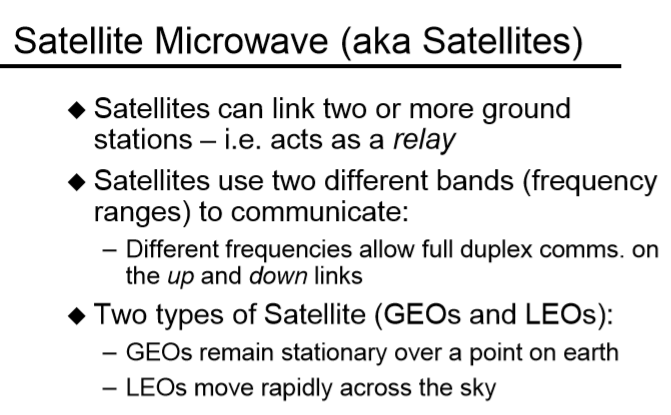 Satellite Microwave (aka Satellites)
◆ Satellites can link two or more ground
stations – i.e. acts as a relay
◆ Satellites use two different bands (frequency
ranges) to communicate:
– Different frequencies allow full duplex comms. on
the up and down links
◆ Two types of Satellite (GEOs and LEOs):
– GEOs remain stationary over a point on earth
– LEOs move rapidly across the sky